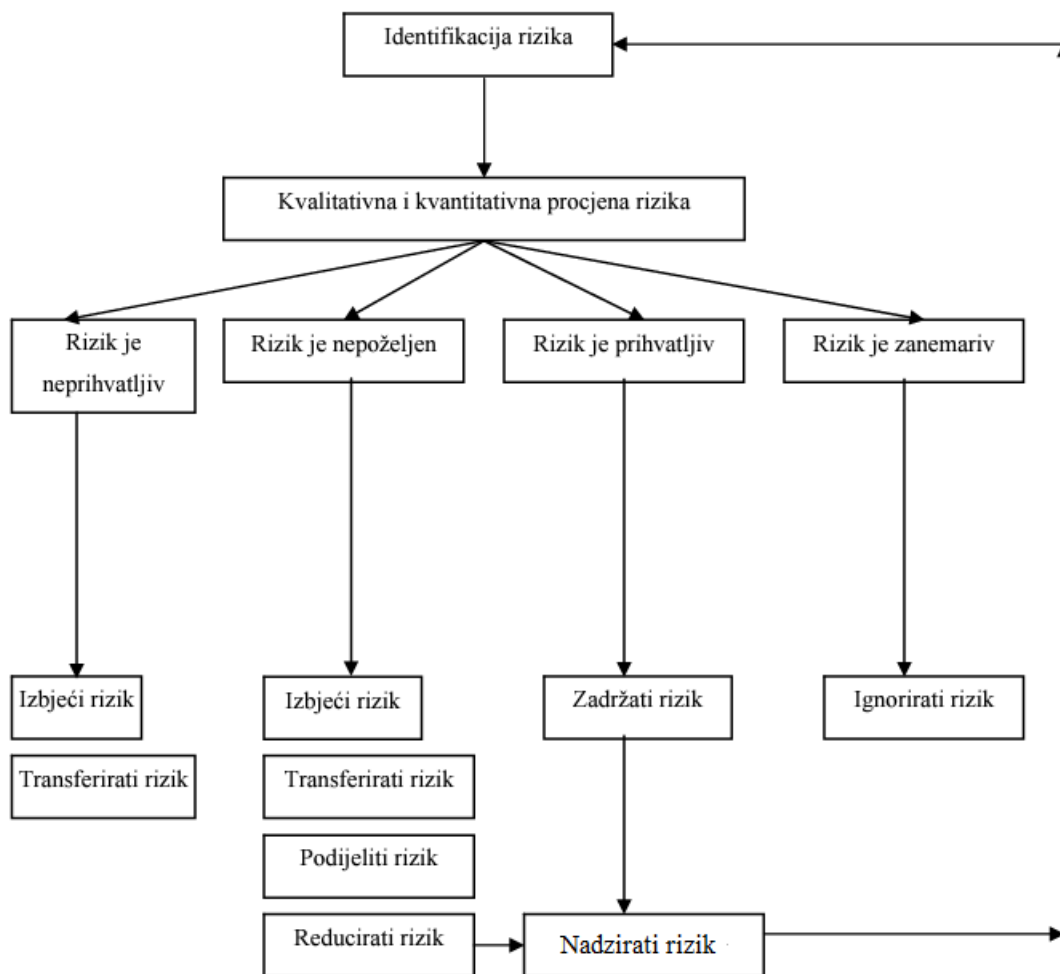 Identifikacija rizika
Kvalitativna i kvantitativna procjena rizika
Rizik je
neprihvatljiv
Rizik je nepoželjen
Rizik je prihvatljiv
Rizik je zanemariv
Izbjeći rizik
Izbjeći rizik
Zadržati rizik
Ignorirati rizik
Transferirati rizik
Transferirati rizik
Podijeliti rizik
Reducirati rizik
Nadzirati rizik